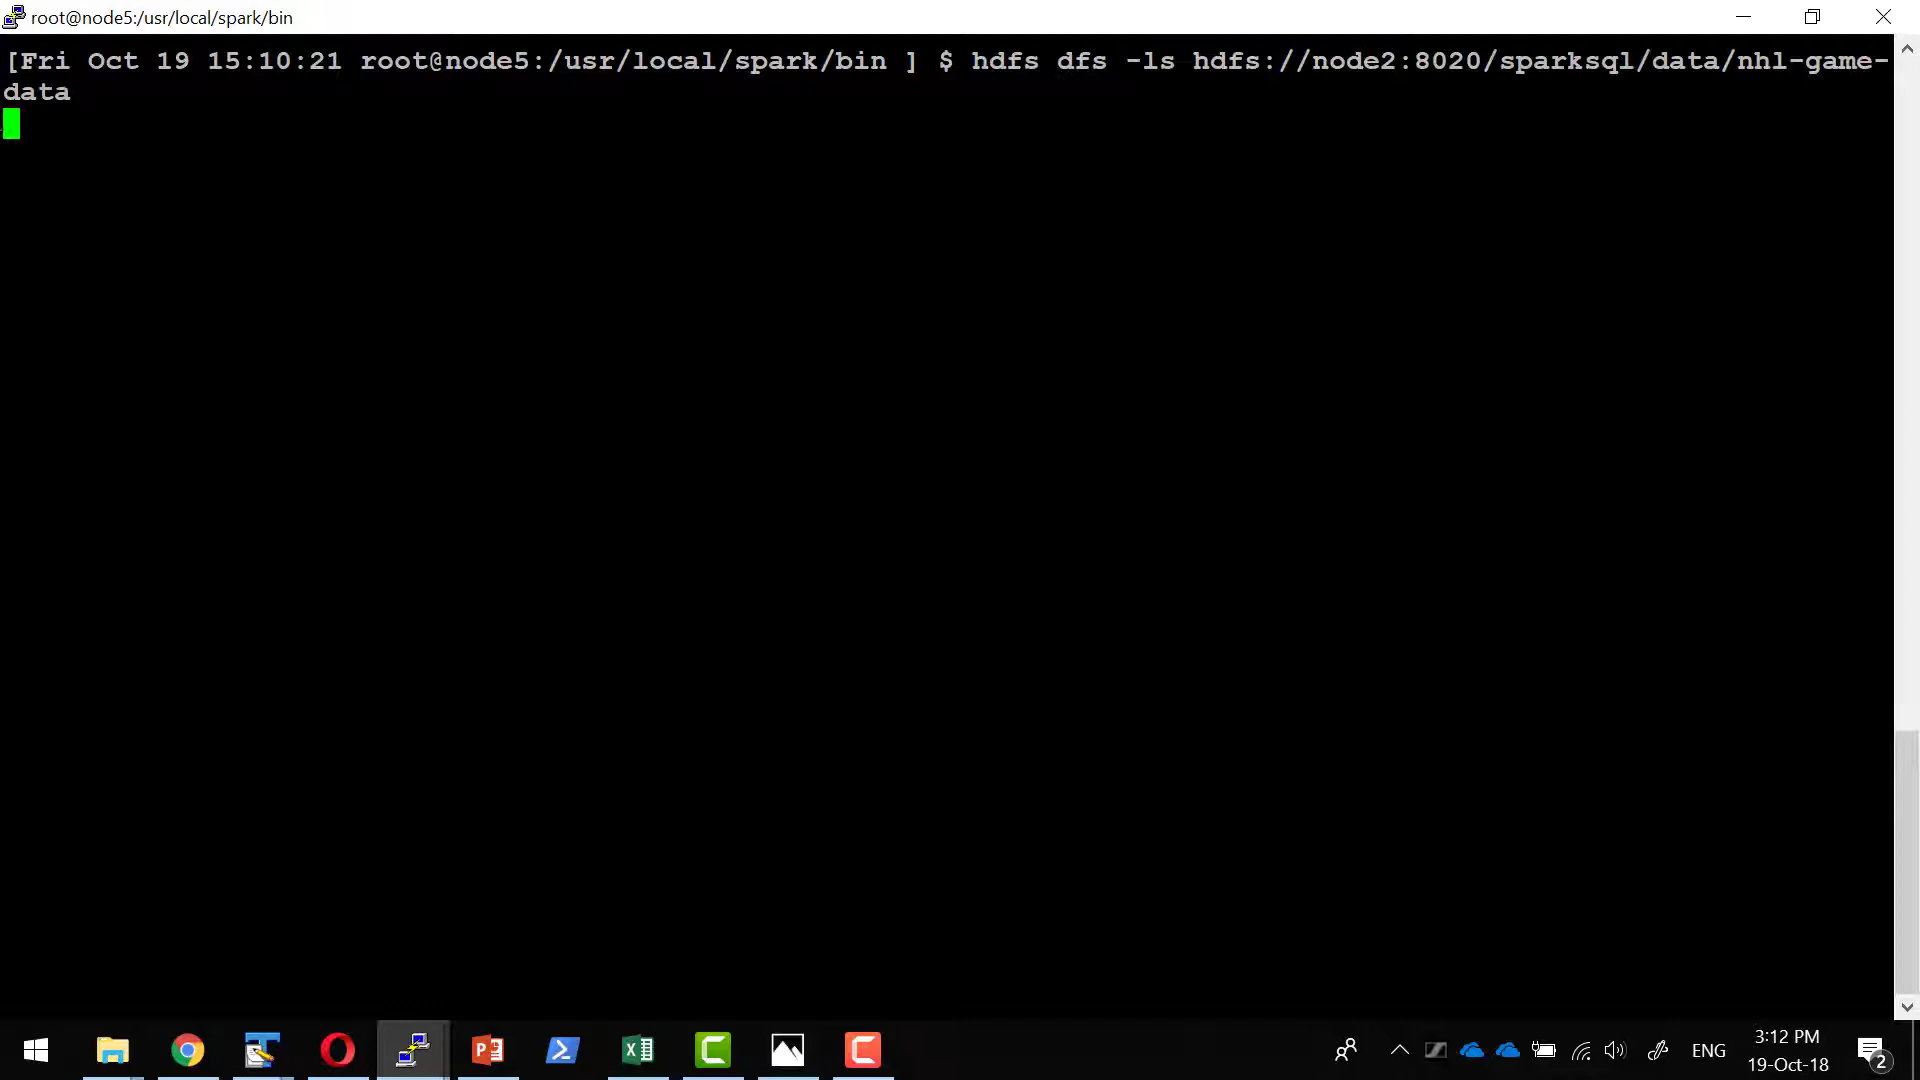 root@node5:/usr/local/spark/bin
[Fri Oct 19 15:10:21 root@node5:/usr/local/spark/bin ] $ hdfs dfs -ls hdfs://node2:8020/sparksql/data/nhl-game-
data
ENG
3:12 PM
19-Oct-18
2